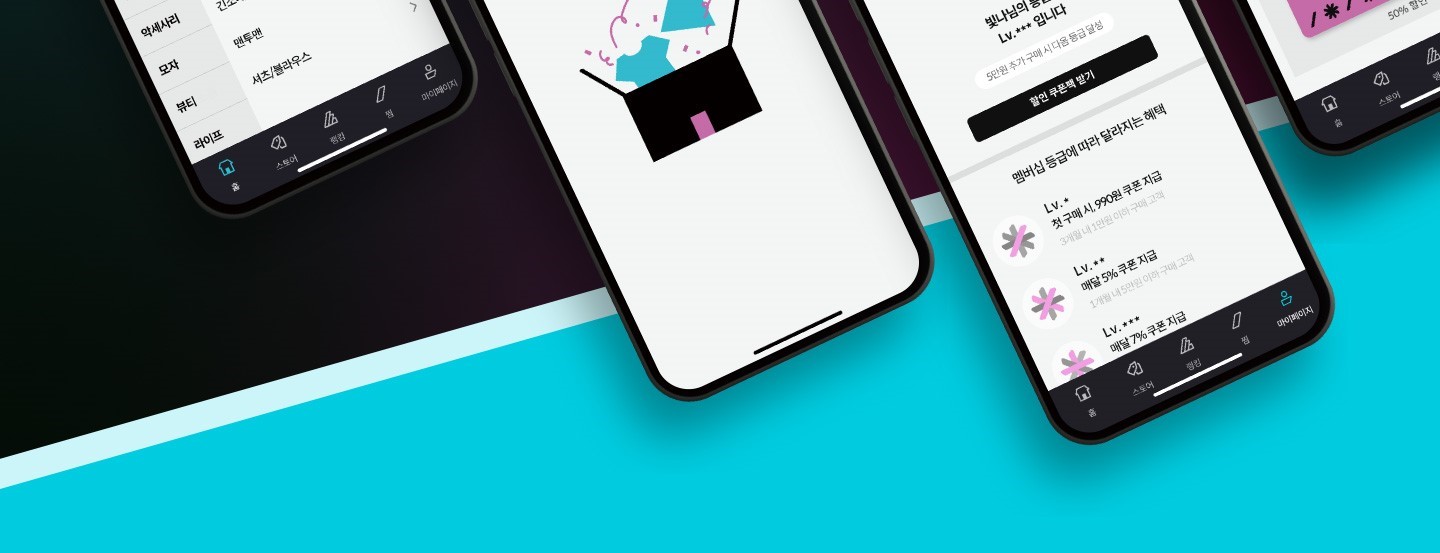 악세사리
모자
뷰티
라이프
맨투맨
셔츠/블라우스
홈
스토어
랭킹
찜
마이페이지
빛나님의 등급
Lv.*** 입니다
5만원 추가 구매 시 다음 등급 달성
할인 쿠폰팩 받기
멤버십 등급에 따라 달라지는 혜택
Lv.*
첫 구매 시, 990원 쿠폰 지급
3개월 내 1만원 이하 구매 고객
Lv.**
매달 5% 쿠폰 지급
1개월 내 5만원 이하 구매 고객
Lv.***
매달 7% 쿠폰 지급
홈
스토어
랭킹
찜
마이페이지
50% 할인
홈
스토어